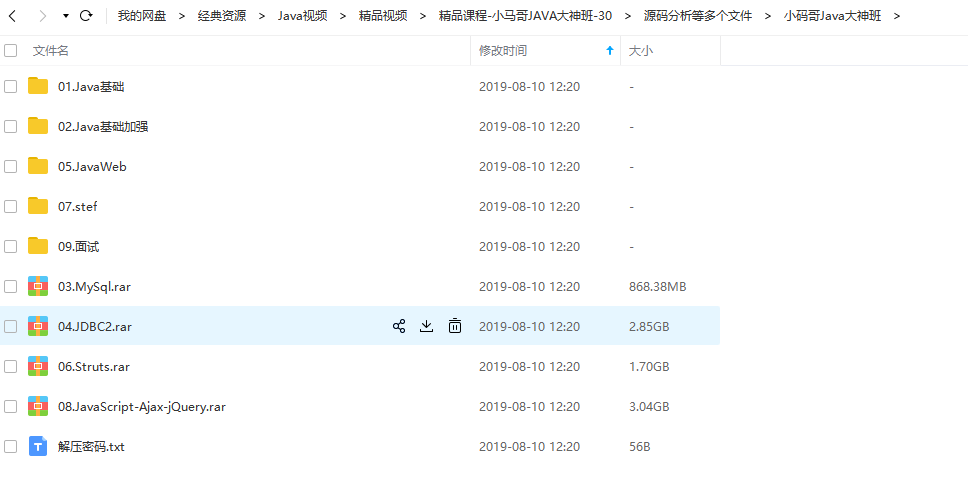 我的网盘 > 经典资源 > Java视频 > 精品视频 > 精品课程-小马哥JAVA大神班-30 > 源码分析等多个文件 > 小码哥Java大神班 >
文件名 修改时间 大小
01.Java基础 2019-08-10 12:20 -
02.Java基础加强 2019-08-10 12:20 -
05.JavaWeb 2019-08-10 12:20 -
07.stef 2019-08-10 12:20 -
09.面试 2019-08-10 12:20 -
03.MySql.rar 2019-08-10 12:20 868.38MB
04.JDBC2.rar 2019-08-10 12:20 2.85GB
06.Struts.rar 2019-08-10 12:20 1.70GB
08.JavaScript-Ajax-jQuery.rar 2019-08-10 12:20 3.04GB
解压密码.txt 2019-08-10 12:20 56B